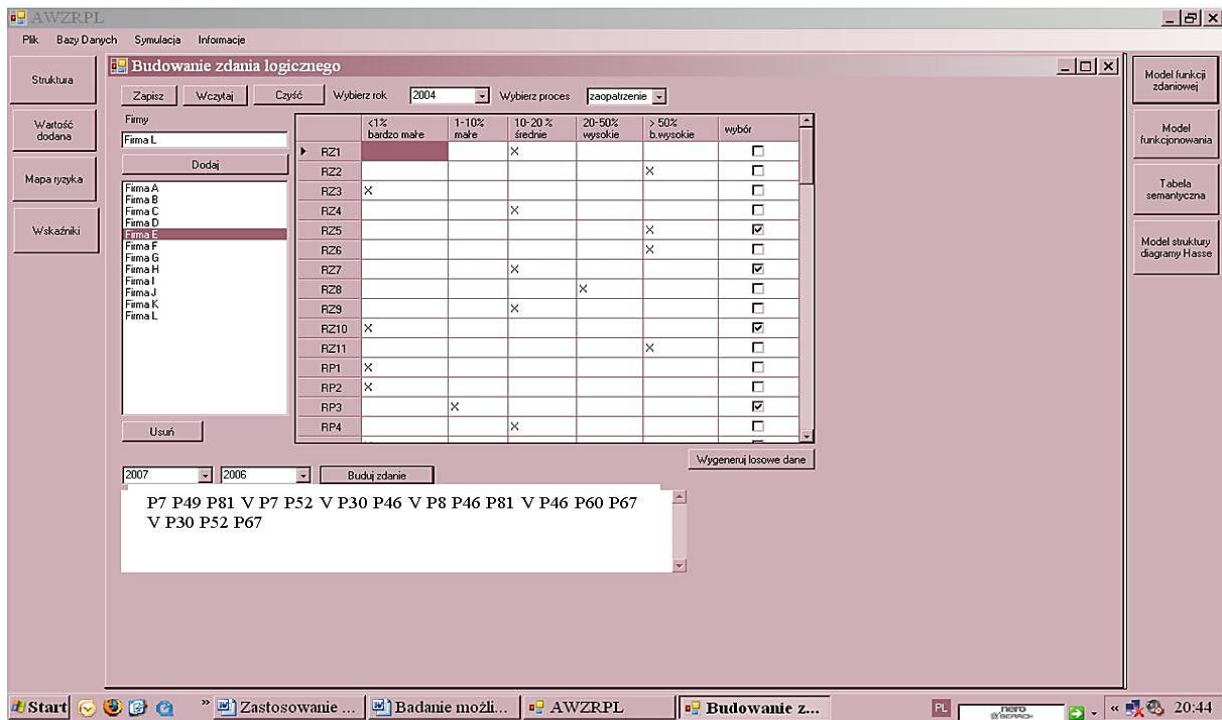 AWZRPL
Plik Bazy Danych Symulacja Informacje
Struktura
Wartość
dodana
Mapa ryzyka
Wskaźniki
Budowanie zdania logicznego
Zapisz Wczytaj Czyść Wybierz rok 2004 Wybierz proces zaopatrzenie
Firmy
Firma L
Dodaj
Firma A
Firma B
Firma C
Firma D
Firma E
Firma F
Firma G
Firma H
Firma I
Firma J
Firma K
Firma L
Usuń
<1% 1-10% 10-20 % 20-50% > 50%
bardzo małe małe średnie wysokie b.wysokie wybór
RZ1 X
RZ2 X
RZ3 X
RZ4 X
RZ5 X
RZ6 X
RZ7 X
RZ8 X
RZ9 X
RZ10 X
RZ11 X
RP1 X
RP2 X
RP3 X
RP4 X
Wygeneruj losowe dane
2007 2006 Buduj zdanie
P7 P49 P81 V P7 P52 V P30 P46 V P8 P46 P81 V P46 P60 P67
V P30 P52 P67
Model funkcji
zdaniowej
Model
funkcjonowania
Tabela
semantyczna
Model struktury
diagramy Hasse
Start » Zastosowanie ... Badanie możli... AWZRPL Budowanie z... PL nero SEARCH « 20:44